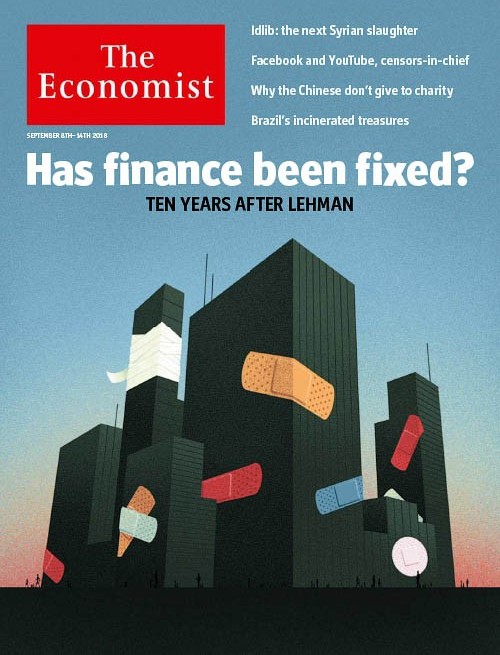 The
Economist
Idlib: the next Syrian slaughter
Facebook and YouTube, censors-in-chief
Why the Chinese don't give to charity
Brazil's incinerated treasures
SEPTEMBER 8TH–14TH 2018
Has finance been fixed?
TEN YEARS AFTER LEHMAN